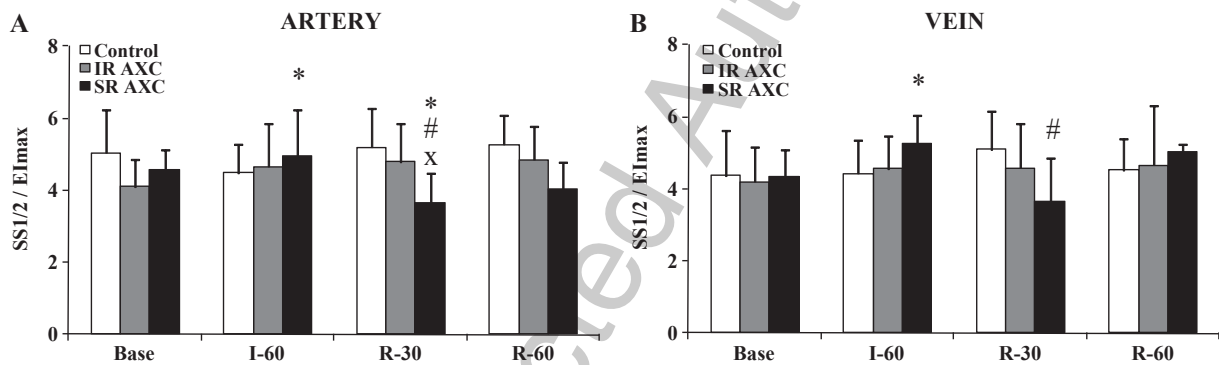 A
ARTERY
8
6
4
2
0
SS1/2 / EImax
Control
IR AXC
SR AXC
*
*
#
x
Base
I-60
R-30
R-60
B
VEIN
8
6
4
2
0
SS1/2 / EImax
Control
IR AXC
SR AXC
*
#
Base
I-60
R-30
R-60